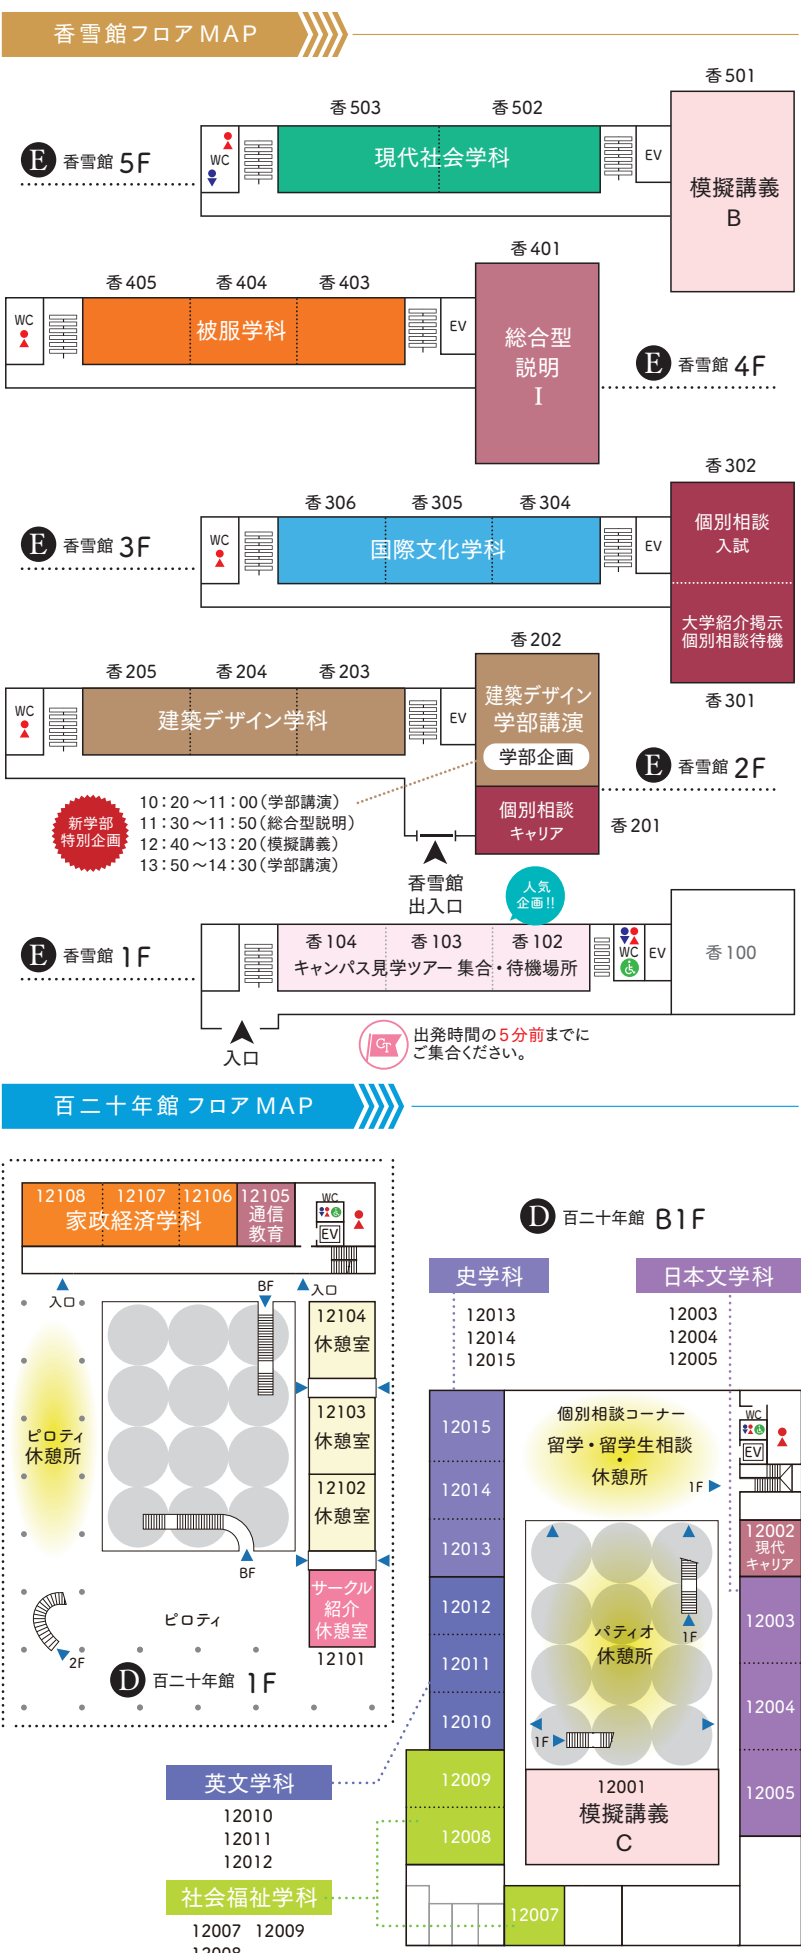 香雪館フロアMAP
香501
香503
香502
E 香雪館 5F
WC
現代社会学科
EV
模擬講義
B
香401
香405
香404
香403
WC
被服学科
EV
総合型
説明
I
E 香雪館 4F
香302
香306
香305
香304
E 香雪館 3F
WC
国際文化学科
EV
個別相談
入試
大学紹介掲示
個別相談待機
香301
香202
香205
香204
香203
WC
建築デザイン学科
EV
建築デザイン
学部講演
学部企画
E 香雪館 2F
個別相談
キャリア
香201
新学部
特別企画
10:20〜11:00(学部講演)
11:30〜11:50(総合型説明)
12:40〜13:20(模擬講義)
13:50〜14:30(学部講演)
香雪館
出入口
人気
企画!!
E 香雪館 1F
香104
香103
香102
キャンパス見学ツアー 集合・待機場所
WC
EV
香100
入口
CT
出発時間の5分前までに
ご集合ください。
百二十年館フロアMAP
12108
12107
12106
家政経済学科
12105
通信
教育
WC
EV
入口
BF
入口
12104
休憩室
12103
休憩室
12102
休憩室
ピロティ
休憩所
BF
サークル
紹介
休憩室
12101
ピロティ
2F
D 百二十年館 1F
D 百二十年館 B1F
史学科
12013
12014
12015
日本文学科
12003
12004
12005
12015
12014
12013
12012
12011
12010
12009
12008
12007
個別相談コーナー
留学・留学生相談
・
休憩所
1F
WC
EV
12002
現代
キャリア
12003
12004
12005
パティオ
休憩所
1F
1F
12001
模擬講義
C
英文学科
12010
12011
12012
社会福祉学科
12007 12009
12008